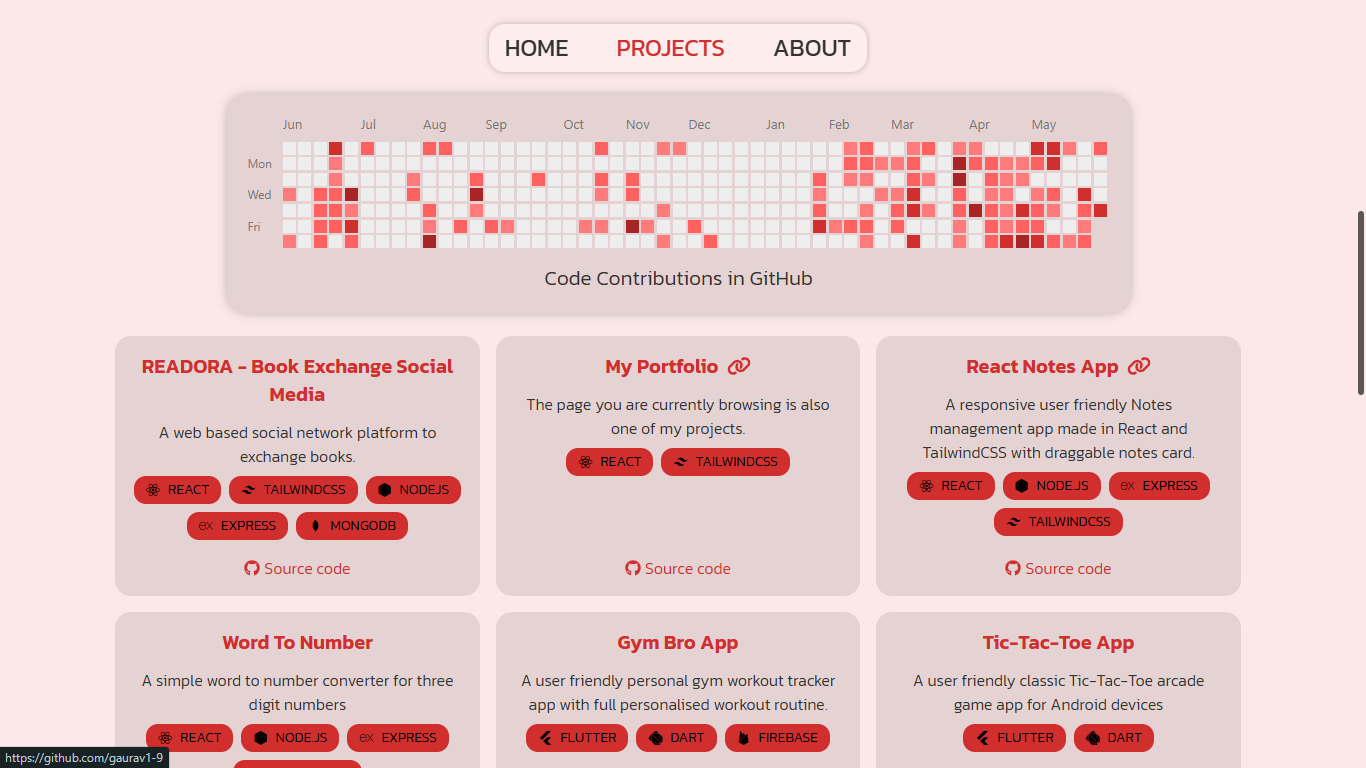 HOME PROJECTS ABOUT
Jun Jul Aug Sep Oct Nov Dec Jan Feb Mar Apr May
Mon
Wed
Fri
Code Contributions in GitHub
READORA - Book Exchange Social
Media
A web based social network platform to
exchange books.
REACT TAILWINDCSS NODEJS
EXPRESS MONGODB
Source code
My Portfolio
The page you are currently browsing is also
one of my projects.
REACT TAILWINDCSS
Source code
React Notes App
A responsive user friendly Notes
management app made in React and
TailwindCSS with draggable notes card.
REACT NODE.JS ex EXPRESS
TAILWINDCSS
Source code
Word To Number
A simple word to number converter for three
digit numbers
REACT NODE.JS ex EXPRESS
Gym Bro App
A user friendly personal gym workout tracker
app with full personalised workout routine.
FLUTTER DART FIREBASE
Tic-Tac-Toe App
A user friendly classic Tic-Tac-Toe arcade
game app for Android devices
FLUTTER DART
https://github.com/gaurav1-9